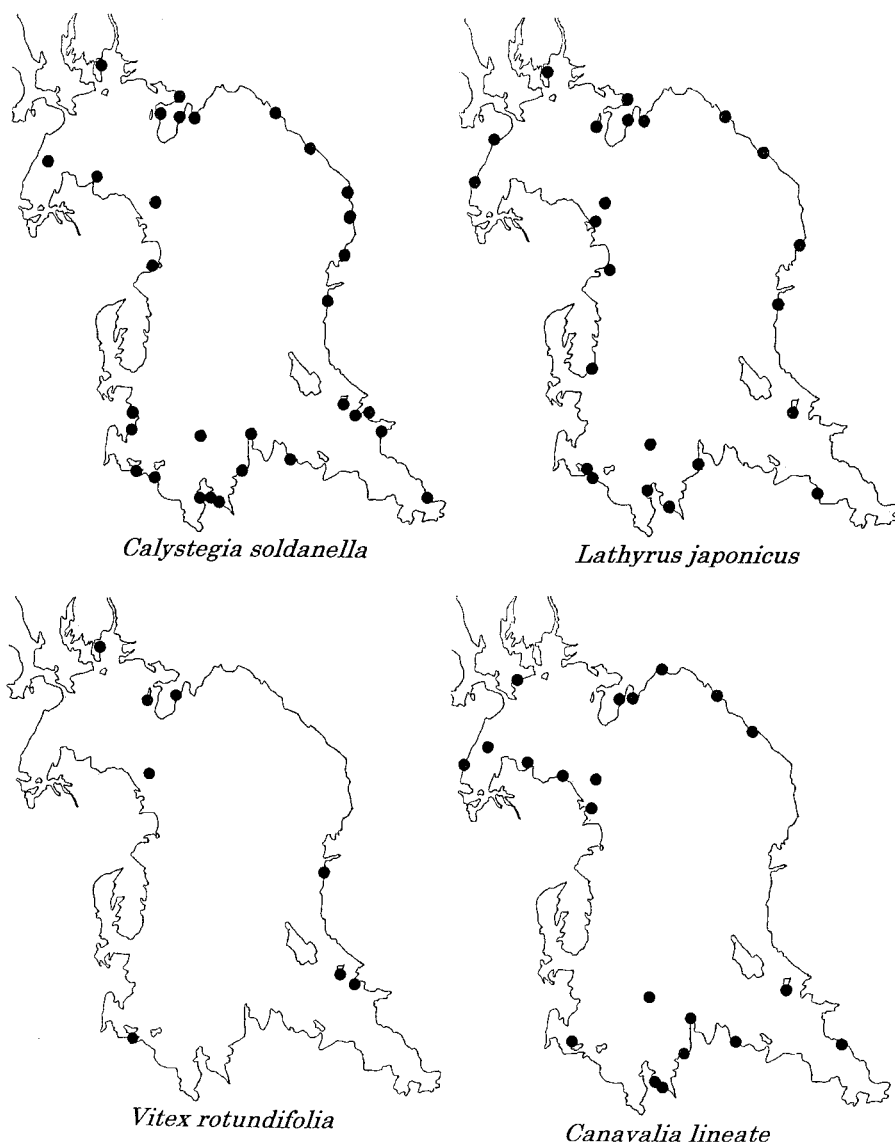 Calystegia soldanella
Lathyrus japonicus
Vitex rotundifolia
Canavalia lineate